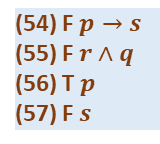 (54) F p → s
(55) F r ∧ q
(56) T p
(57) F s